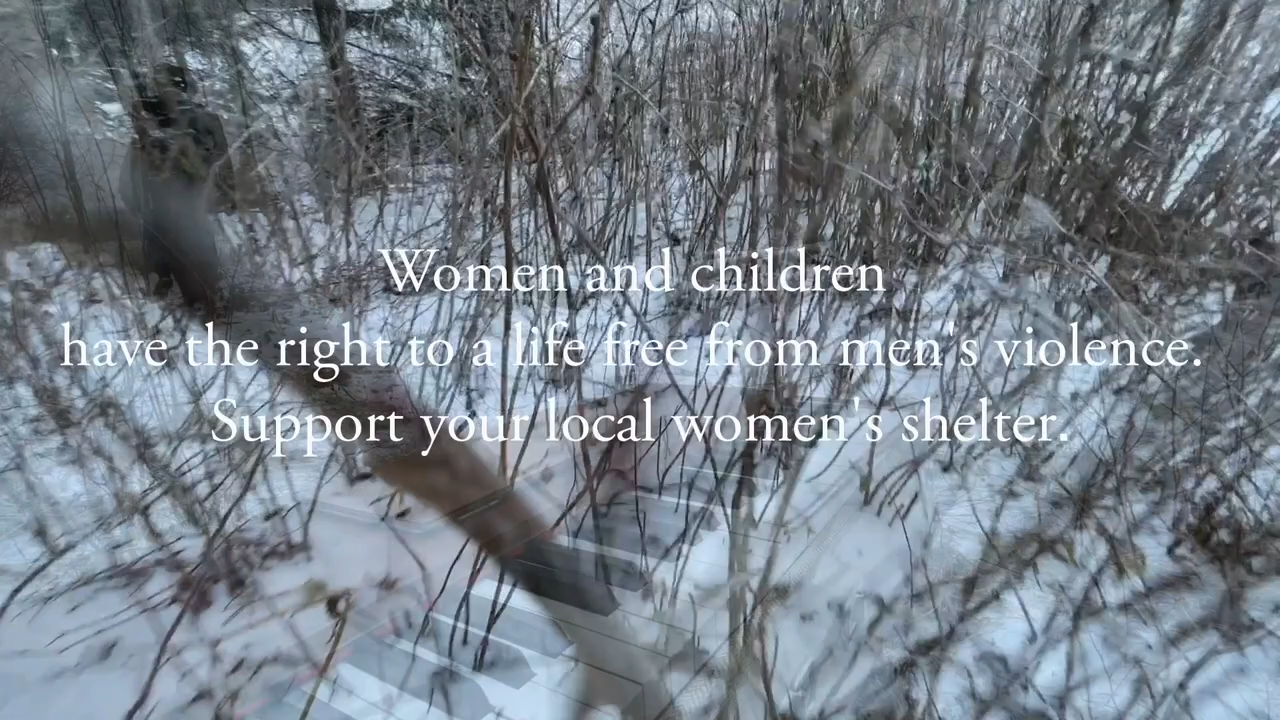 Women and children
have the right to a life free from men's violence.
Support your local women's shelter.